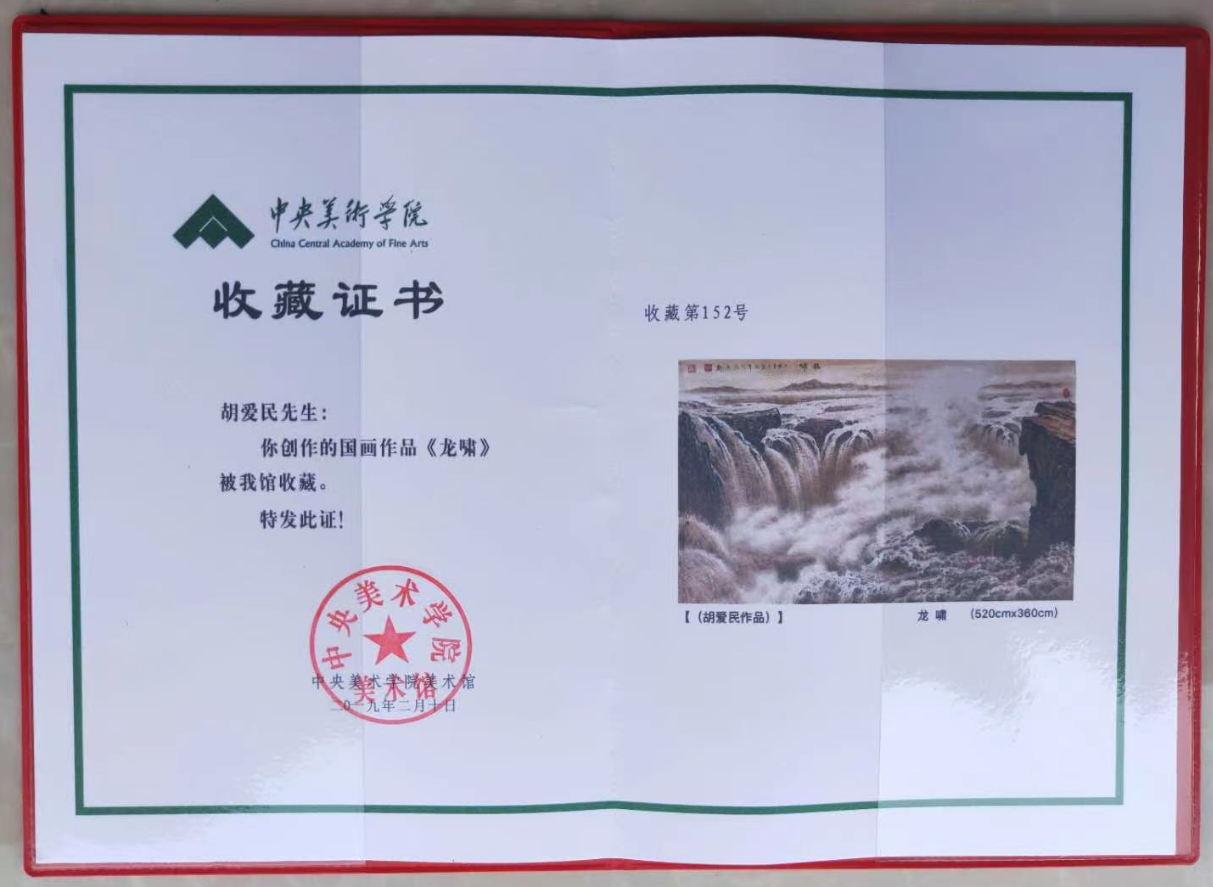 中央美術学院
China Central Academy of Fine Arts
收藏证书
胡爱民先生:
你创作的国画作品《龙啸》
被我馆收藏。
特发此证!
中央美术学院
美术馆
中央美术学院美术馆
二0一九年二月十日
收藏第152号
【(胡爱民作品)】
龙啸 (520cmx360cm)